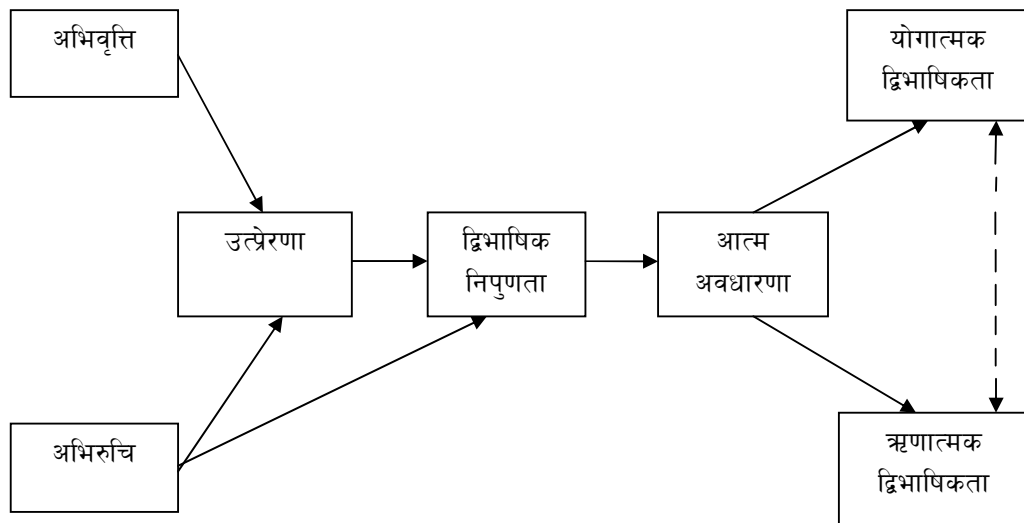 अभिवृत्ति
योगात्मक
द्विभाषिकता
उत्प्रेरणा
द्विभाषिक
निपुणता
आत्म
अवधारणा
अभिरुचि
ऋणात्मक
द्विभाषिकता